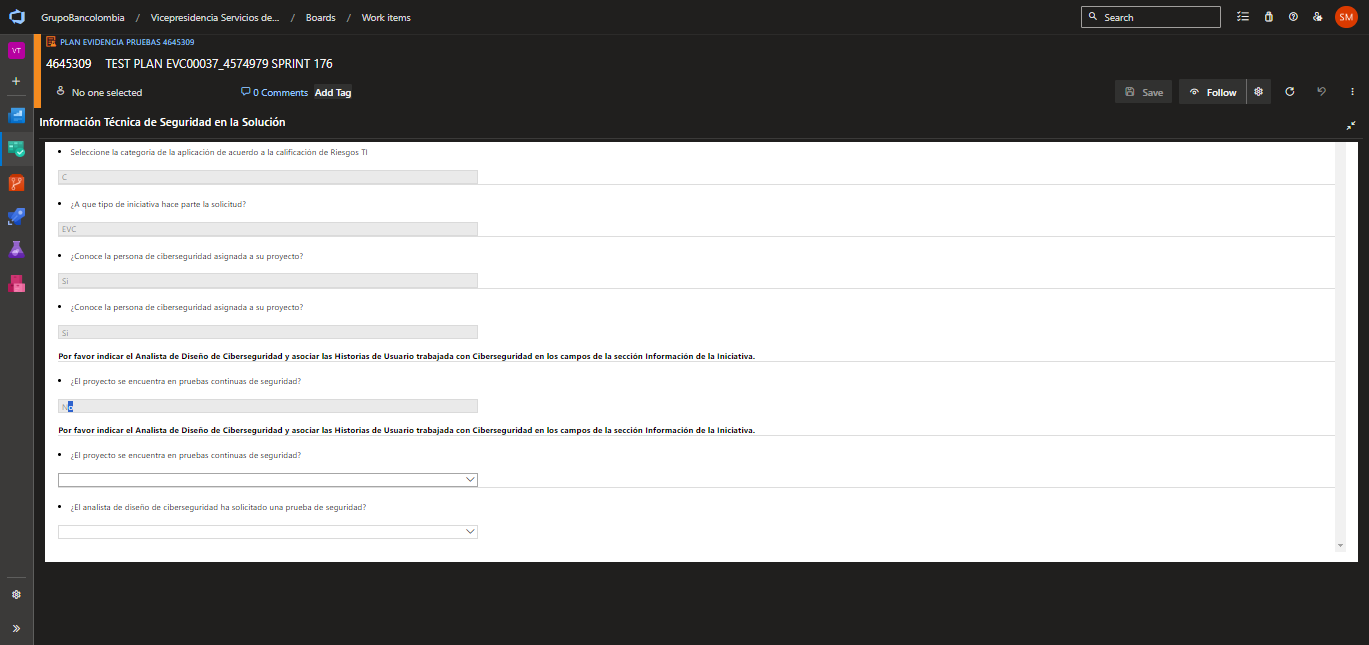 GrupoBancolombia / Vicepresidencia Servicios de... / Boards / Work items
Search
SM
VT
PLAN EVIDENCIA PRUEBAS 4645309
4645309 TEST PLAN EVC00037_4574979 SPRINT 176
No one selected
0 Comments
Add Tag
Save
Follow
Información Técnica de Seguridad en la Solución
• Seleccione la categoria de la aplicación de acuerdo a la calificación de Riesgos TI
C
• ¿A que tipo de iniciativa hace parte la solicitud?
EVC
• ¿Conoce la persona de ciberseguridad asignada a su proyecto?
Si
• ¿Conoce la persona de ciberseguridad asignada a su proyecto?
Si
Por favor indicar el Analista de Diseño de Ciberseguridad y asociar las Historias de Usuario trabajada con Ciberseguridad en los campos de la sección Información de la Iniciativa.
• ¿El proyecto se encuentra en pruebas continuas de seguridad?
No
Por favor indicar el Analista de Diseño de Ciberseguridad y asociar las Historias de Usuario trabajada con Ciberseguridad en los campos de la sección Información de la Iniciativa.
• ¿El proyecto se encuentra en pruebas continuas de seguridad?
• ¿El analista de diseño de ciberseguridad ha solicitado una prueba de seguridad?